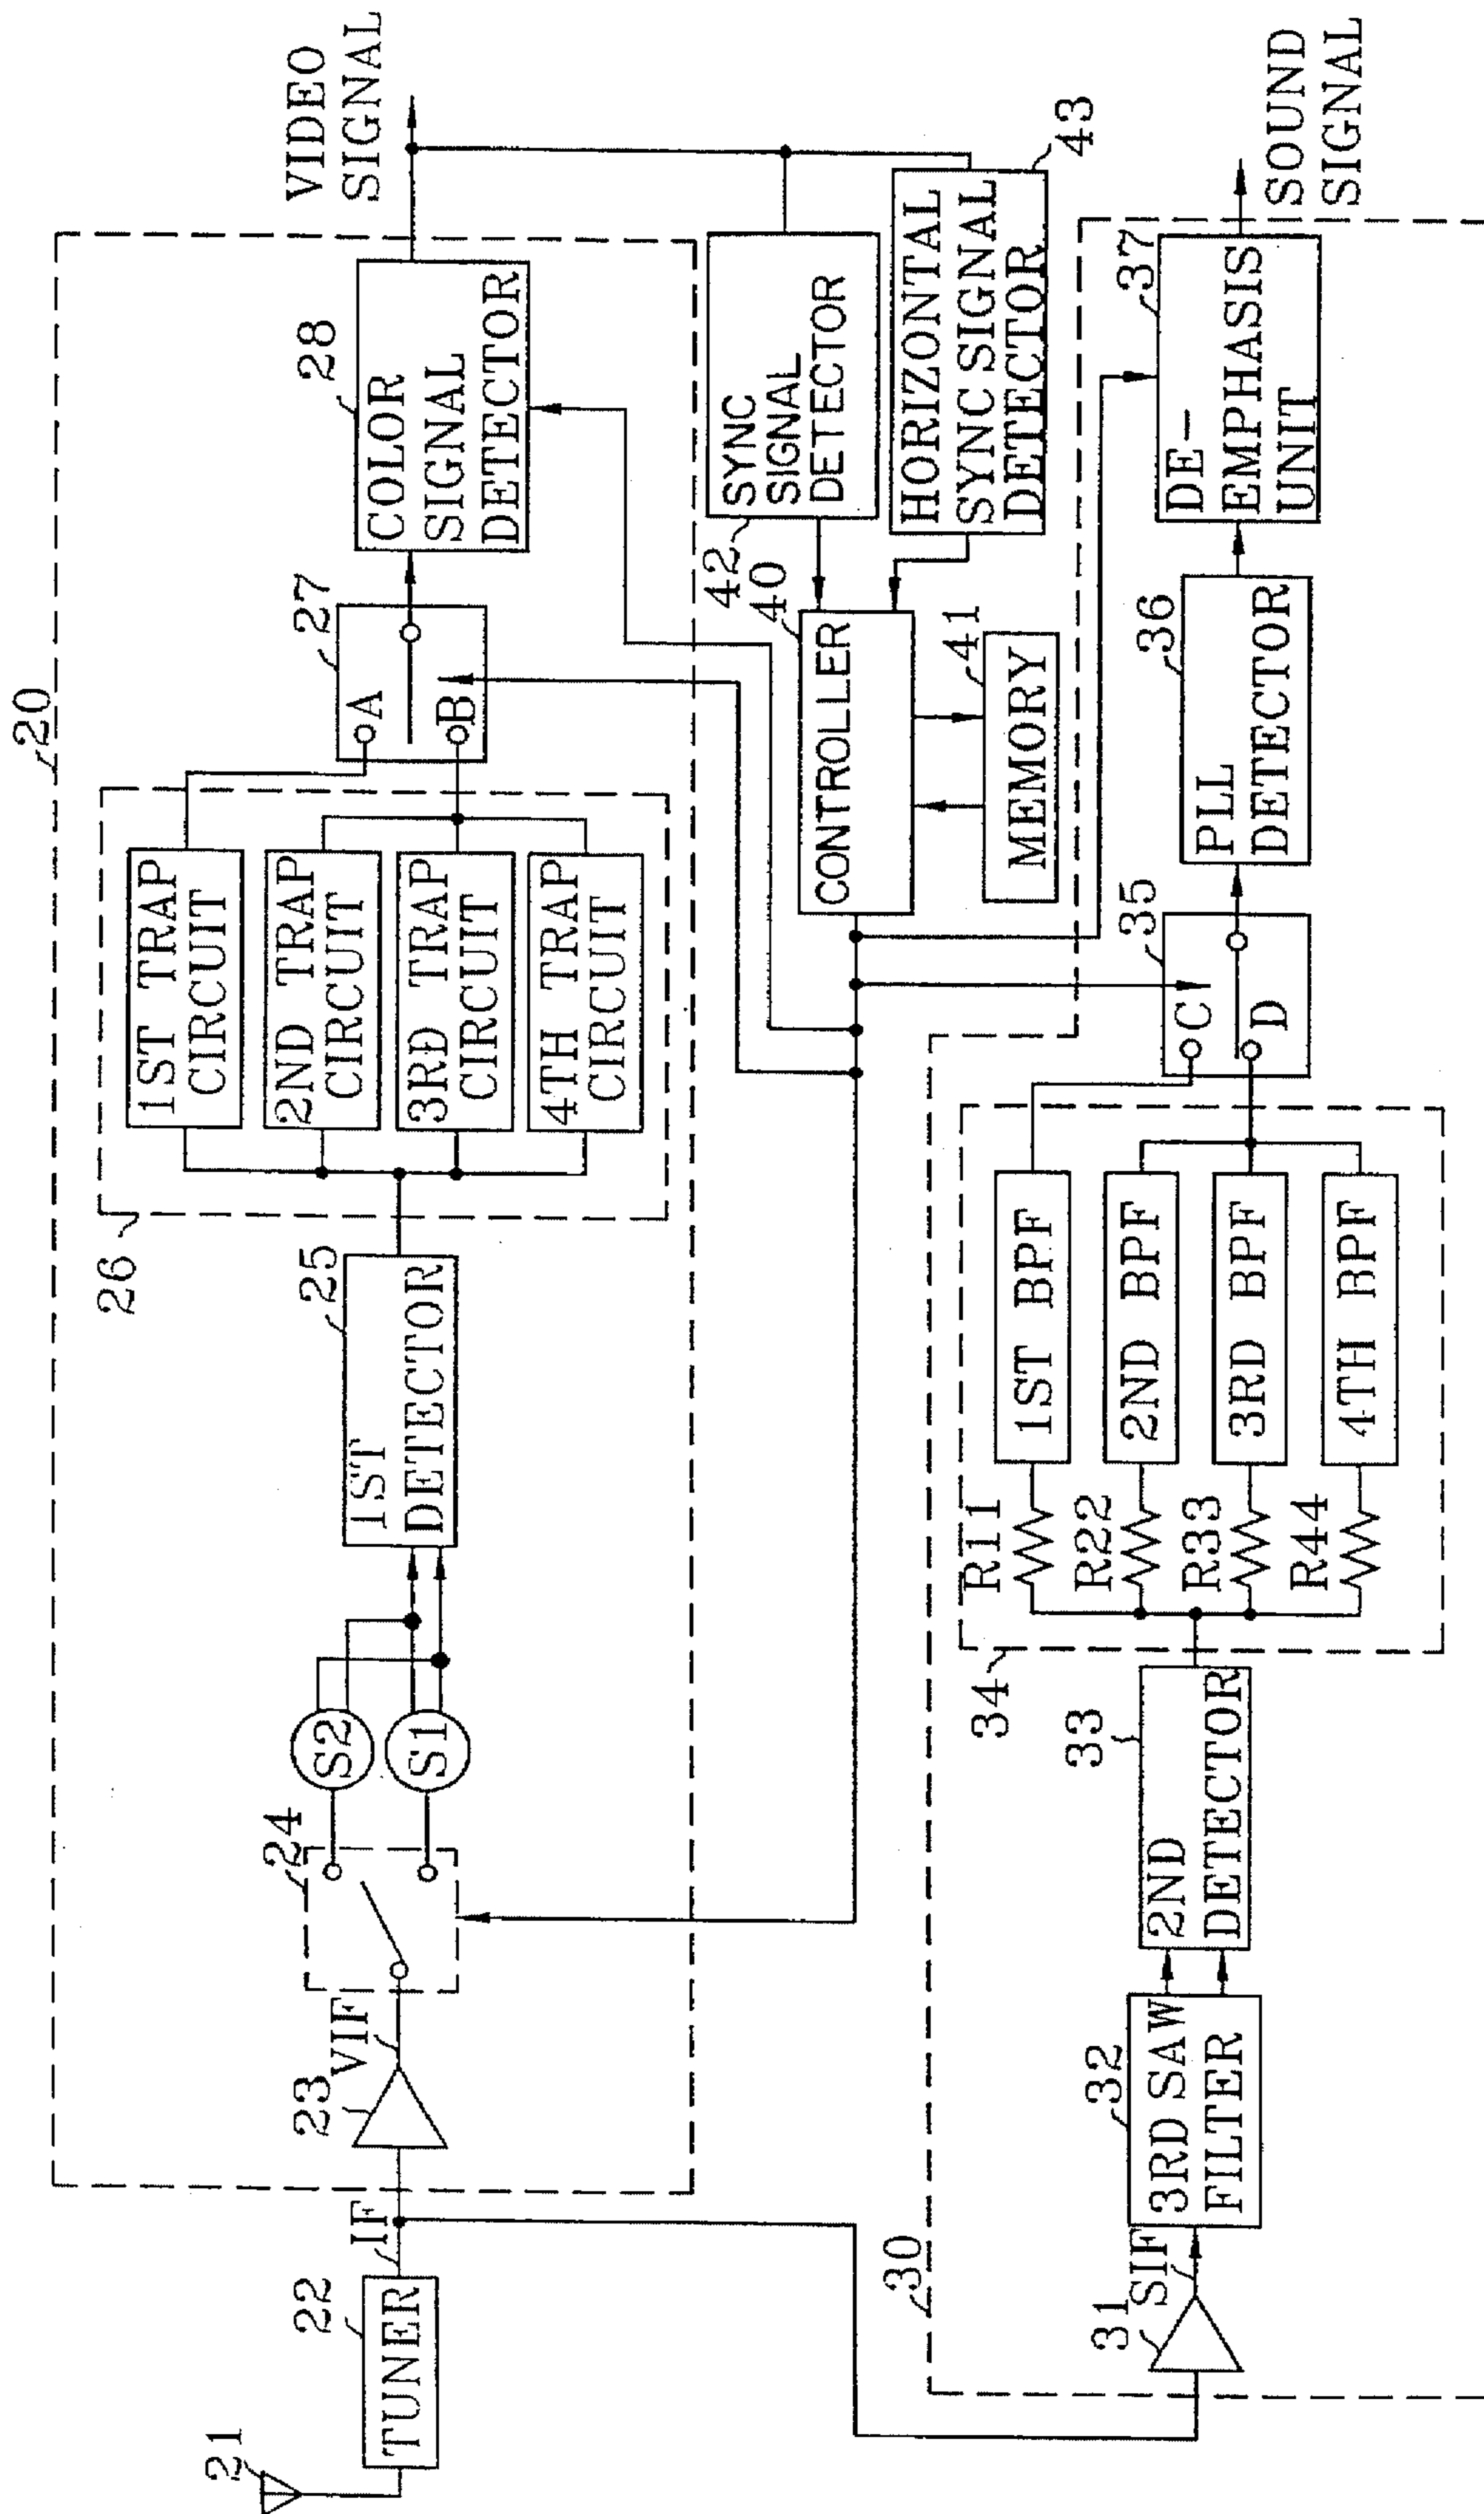 20
VIDEO
SIGNAL
21
22
TUNER
IF
23
VIF
24
S2
S1
25
1ST
DETECTOR
26
1ST TRAP
CIRCUIT
2ND TRAP
CIRCUIT
3RD TRAP
CIRCUIT
4TH TRAP
CIRCUIT
27
A
B
28
COLOR
SIGNAL
DETECTOR
42
SYNC
SIGNAL
DETECTOR
43
HORIZONTAL
SYNC SIGNAL
DETECTOR
40
CONTROLLER
41
MEMORY
30
31
SIF
32
3RD SAW
FILTER
33
2ND
DETECTOR
34
R11
1ST BPF
R22
2ND BPF
R33
3RD BPF
R44
4TH BPF
35
C
D
36
PLL
DETECTOR
37
DE-
EMPHASIS
UNIT
SOUND
SIGNAL